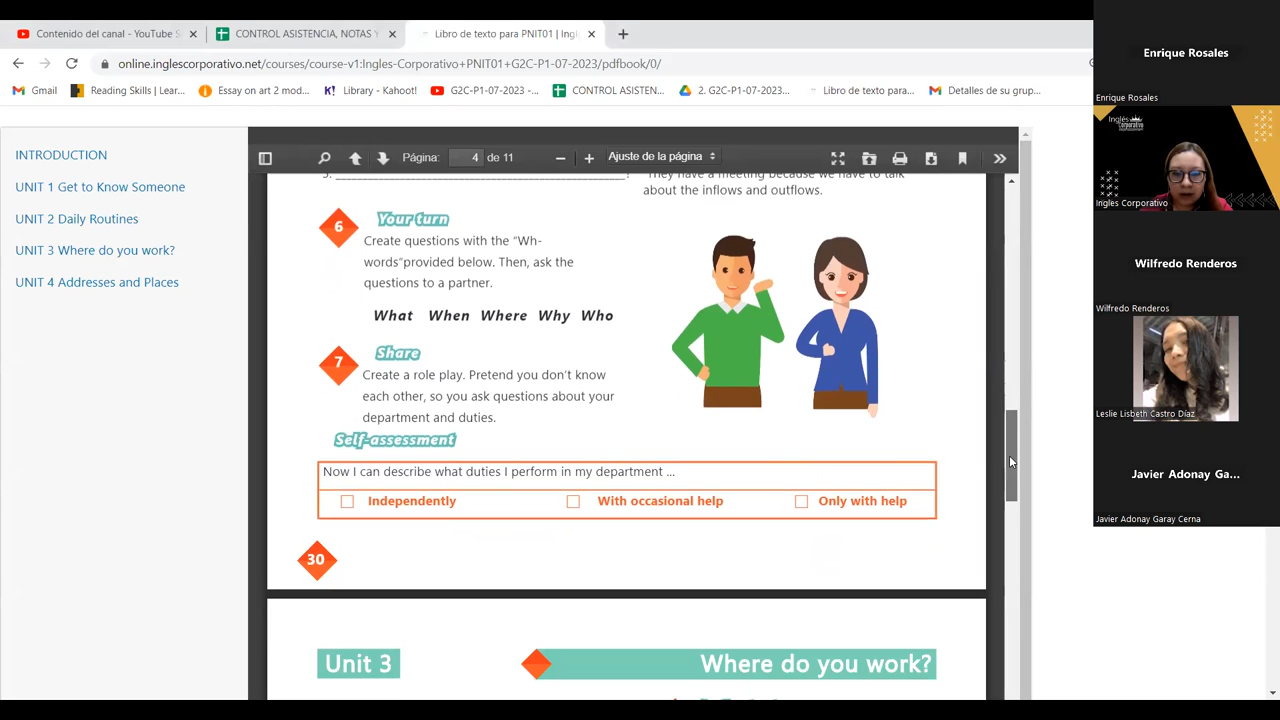 Contenido del canal - YouTube S
CONTROL ASISTENCIA, NOTAS Y
Libro de texto para PNIT01 | Ingl
online.inglescorporativo.net/courses/course-v1:Ingles-Corporativo+PNIT01+G2C-P1-07-2023/pdfbook/0/
Gmail
Reading Skills | Lear...
Essay on art 2 mod...
Library - Kahoot!
G2C-P1-07-2023 -...
CONTROL ASISTEN...
2. G2C-P1-07-2023...
Libro de texto para...
Detalles de su grup...
INTRODUCTION
UNIT 1 Get to Know Someone
UNIT 2 Daily Routines
UNIT 3 Where do you work?
UNIT 4 Addresses and Places
Página: 4 de 11
Ajuste de la página
They have a meeting because we have to talk
about the inflows and outflows.
6
Your turn
Create questions with the "Wh-
words"provided below. Then, ask the
questions to a partner.
What When Where Why Who
7
Share
Create a role play. Pretend you don't know
each other, so you ask questions about your
department and duties.
Self-assessment
Now I can describe what duties I perform in my department ...
Independently
With occasional help
Only with help
30
Unit 3
Where do you work?
Enrique Rosales
Enrique Rosales
Inglés
Corporativo
Ingles Corporativo
Wilfredo Renderos
Wilfredo Renderos
Leslie Lisbeth Castro Díaz
Javier Adonay Ga...
Javier Adonay Garay Cerna